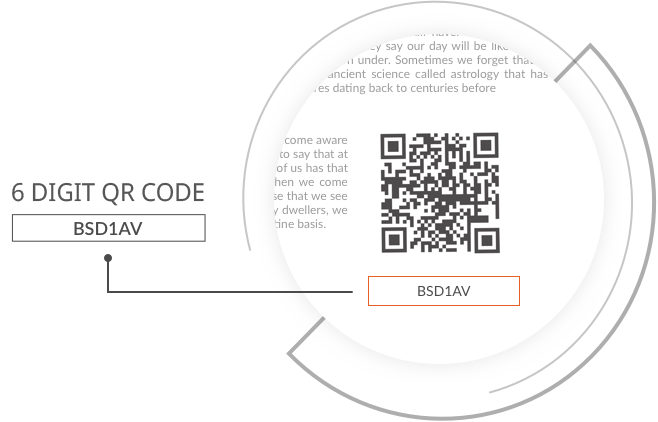 ey say our day will be like
under. Sometimes we forget that
ancient science called astrology that has
dating back to centuries before
come aware
to say that at
of us has that
when we come
se that we see
y dwellers, we
tine basis.
6 DIGIT QR CODE
BSD1AV
BSD1AV